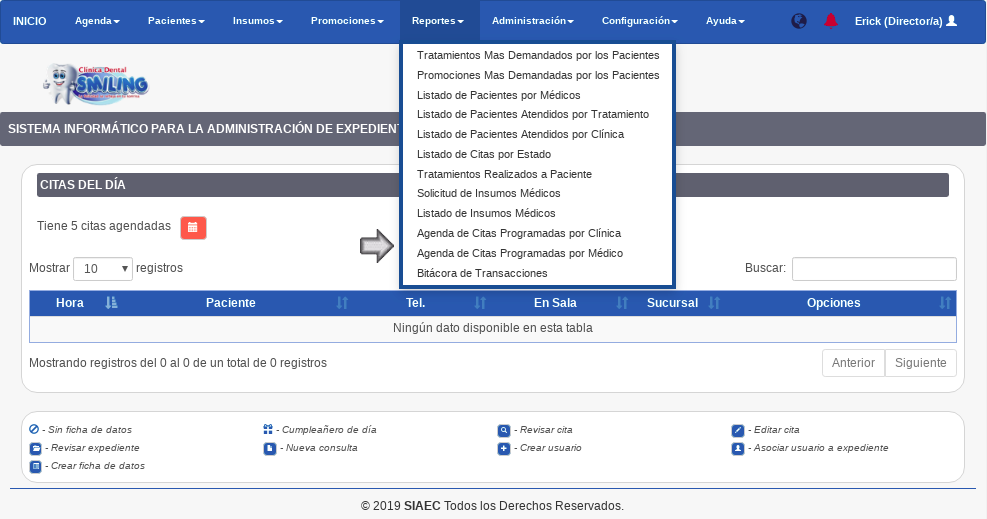 INICIO Agenda Pacientes Insumos Promociones Reportes Administración Configuración Ayuda Erick (Director/a)
Tratamientos Mas Demandados por los Pacientes
Promociones Mas Demandadas por los Pacientes
Listado de Pacientes por Médicos
Listado de Pacientes Atendidos por Tratamiento
Listado de Pacientes Atendidos por Clínica
Listado de Citas por Estado
Tratamientos Realizados a Paciente
Solicitud de Insumos Médicos
Listado de Insumos Médicos
Agenda de Citas Programadas por Clínica
Agenda de Citas Programadas por Médico
Bitácora de Transacciones
Clínica Dental
SMILING
SISTEMA INFORMÁTICO PARA LA ADMINISTRACIÓN DE EXPEDIENT
CITAS DEL DÍA
Tiene 5 citas agendadas
Mostrar 10 registros Buscar:
Hora Paciente Tel. En Sala Sucursal Opciones
Ningún dato disponible en esta tabla
Mostrando registros del 0 al 0 de un total de 0 registros Anterior Siguiente
- Sin ficha de datos - Cumpleañero de día - Revisar cita - Editar cita
- Revisar expediente - Nueva consulta - Crear usuario - Asociar usuario a expediente
- Crear ficha de datos
© 2019 SIAEC Todos los Derechos Reservados.